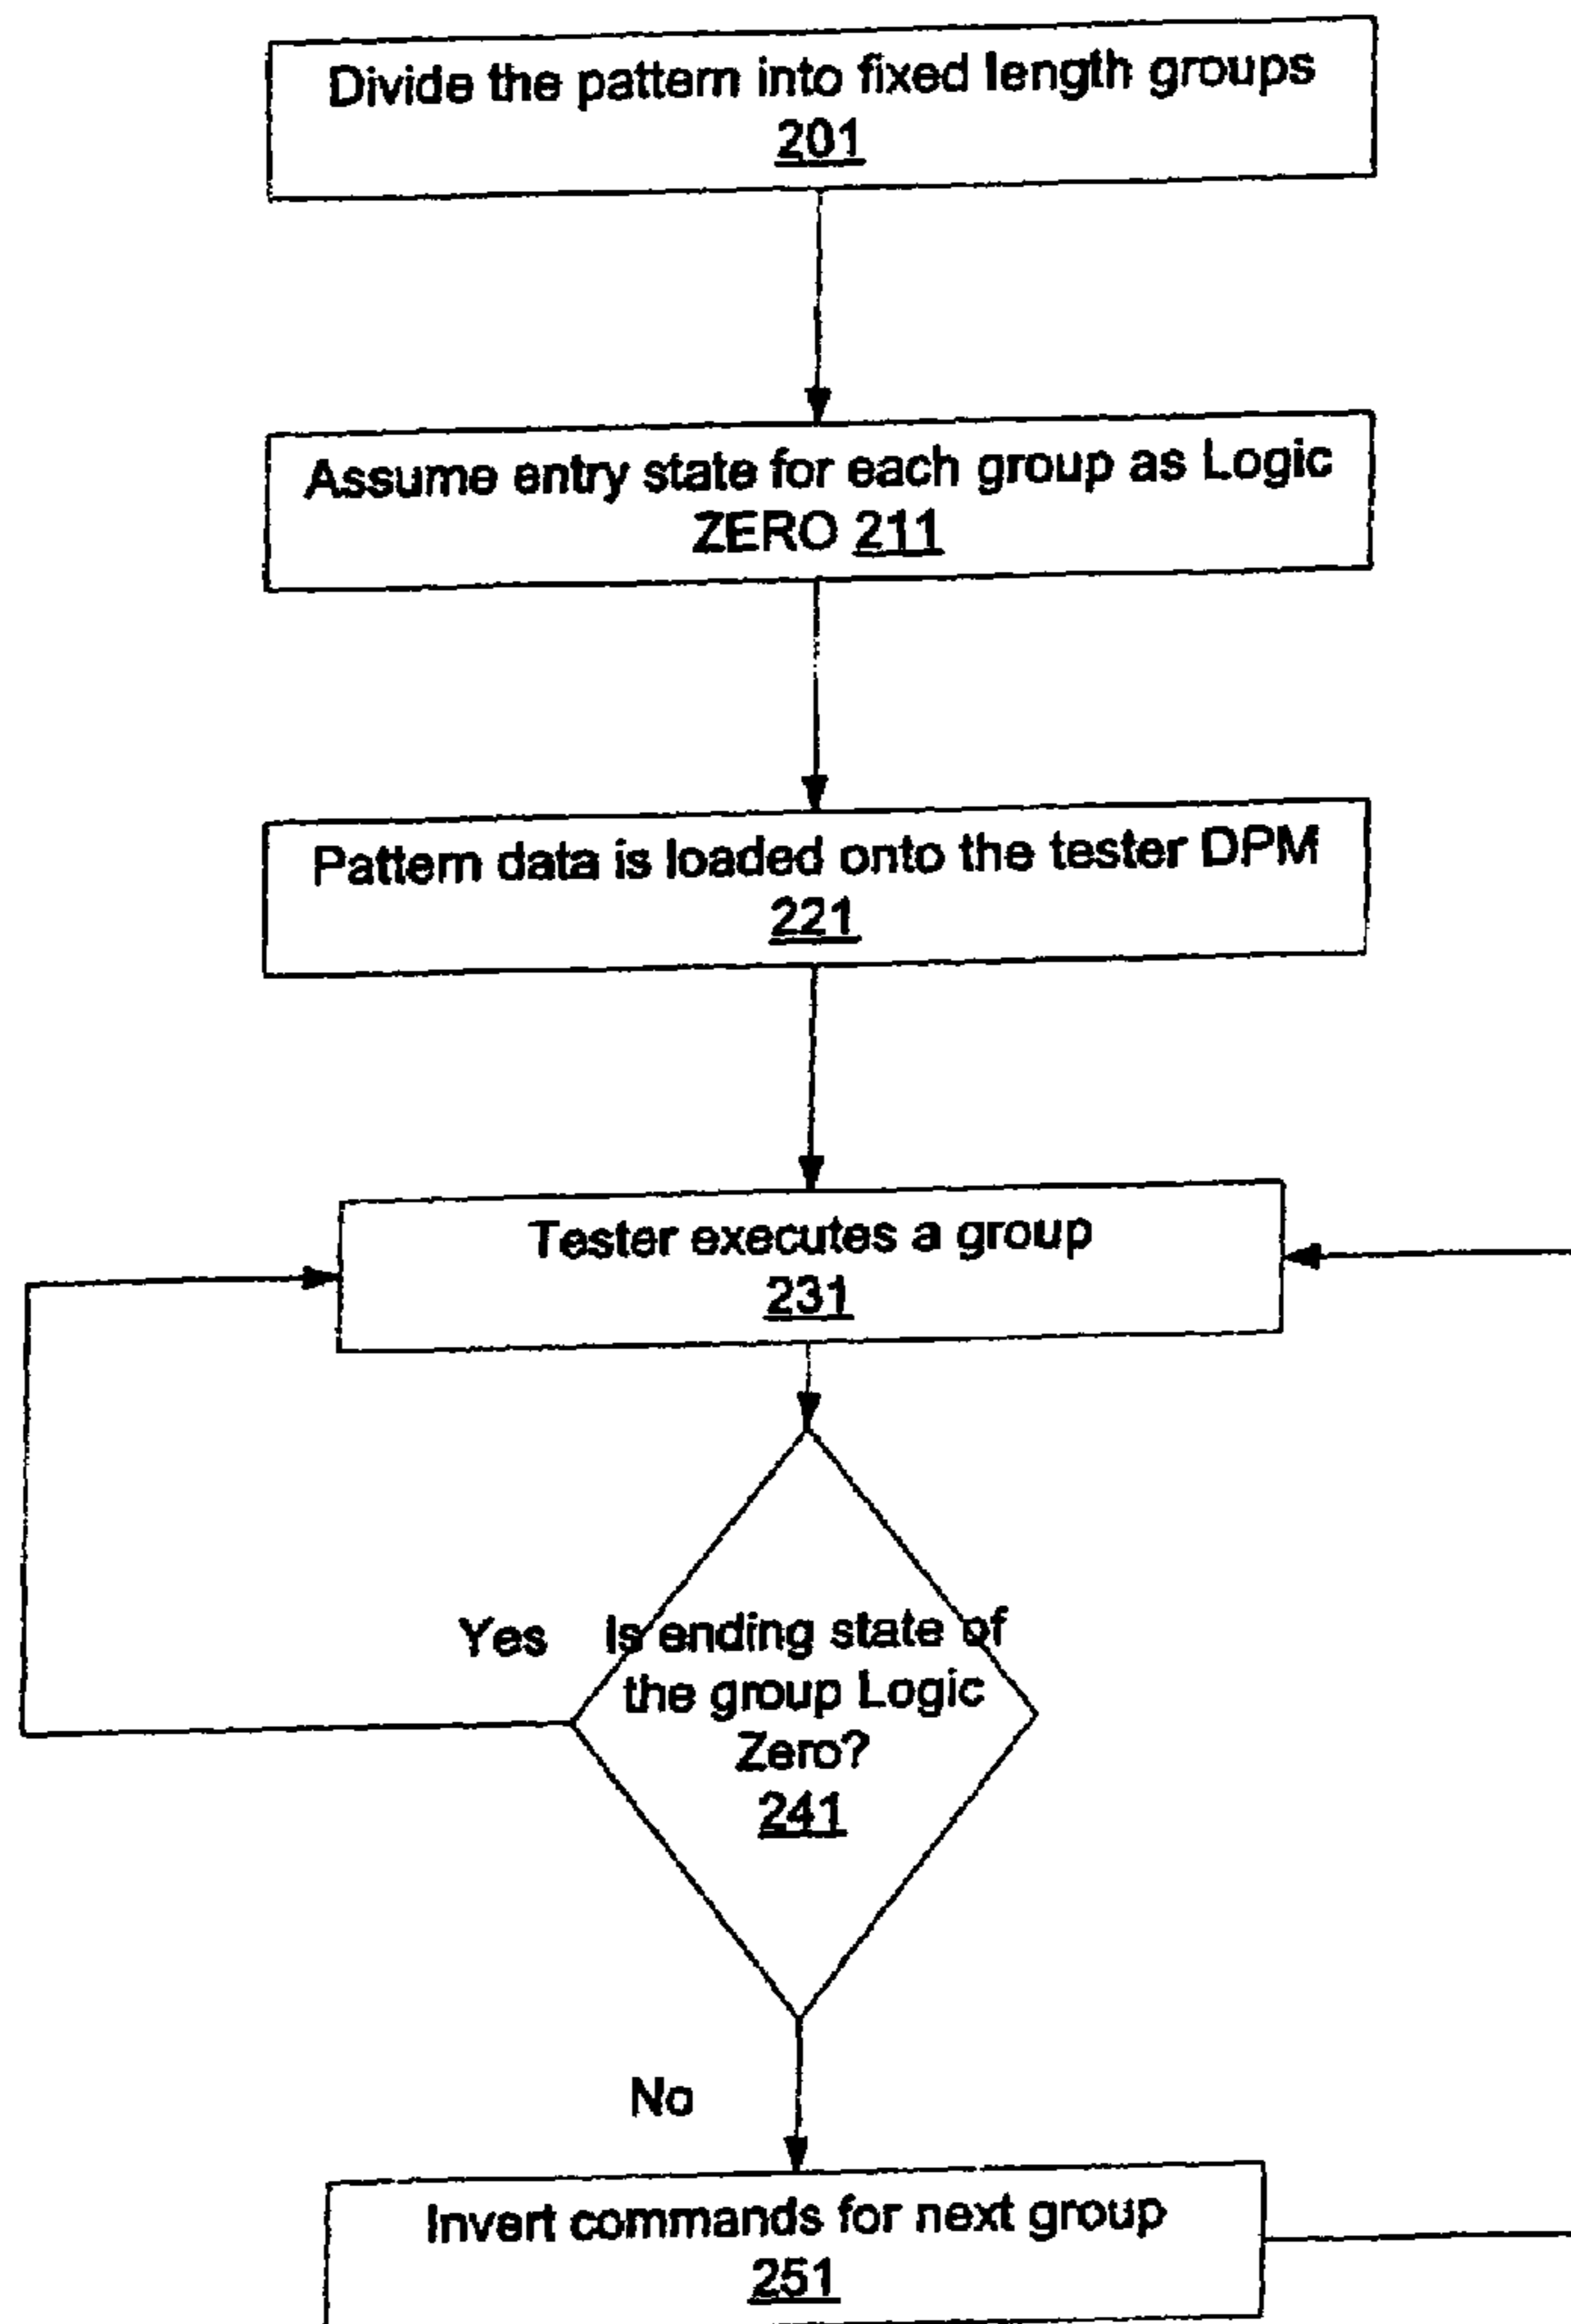 Divide the pattern into fixed length groups
201
Assume entry state for each group as Logic
ZERO 211
Pattern data is loaded onto the tester DPM
221
Tester executes a group
231
Yes
Is ending state of
the group Logic
Zero?
241
No
Invert commands for next group
251